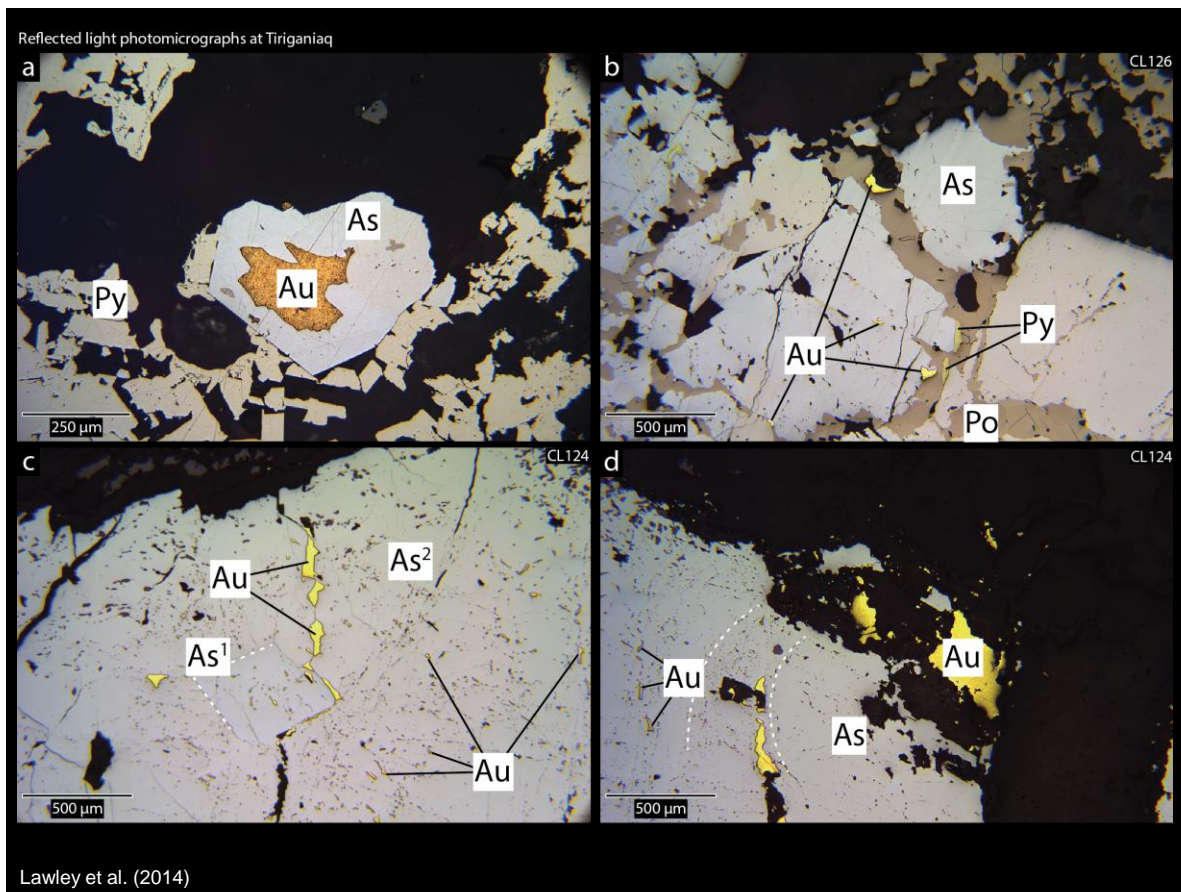 Reflected light photomicrographs at Tiriganiaq
a
As
Au
Py
250 µm
b
CL126
As
Au
Py
Po
500 µm
c
CL124
Au
As²
As¹
Au
500 µm
d
CL124
Au
Au
As
500 µm
Lawley et al. (2014)